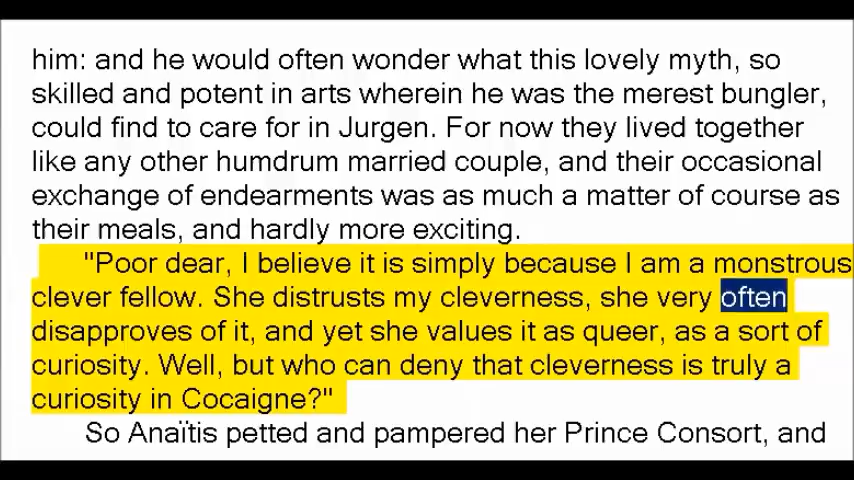 him: and he would often wonder what this lovely myth, so
skilled and potent in arts wherein he was the merest bungler,
could find to care for in Jurgen. For now they lived together
like any other humdrum married couple, and their occasional
exchange of endearments was as much a matter of course as
their meals, and hardly more exciting.
"Poor dear, I believe it is simply because I am a monstrous
clever fellow. She distrusts my cleverness, she very often
disapproves of it, and yet she values it as queer, as a sort of
curiosity. Well, but who can deny that cleverness is truly a
curiosity in Cocaigne?"
So Anaïtis petted and pampered her Prince Consort, and